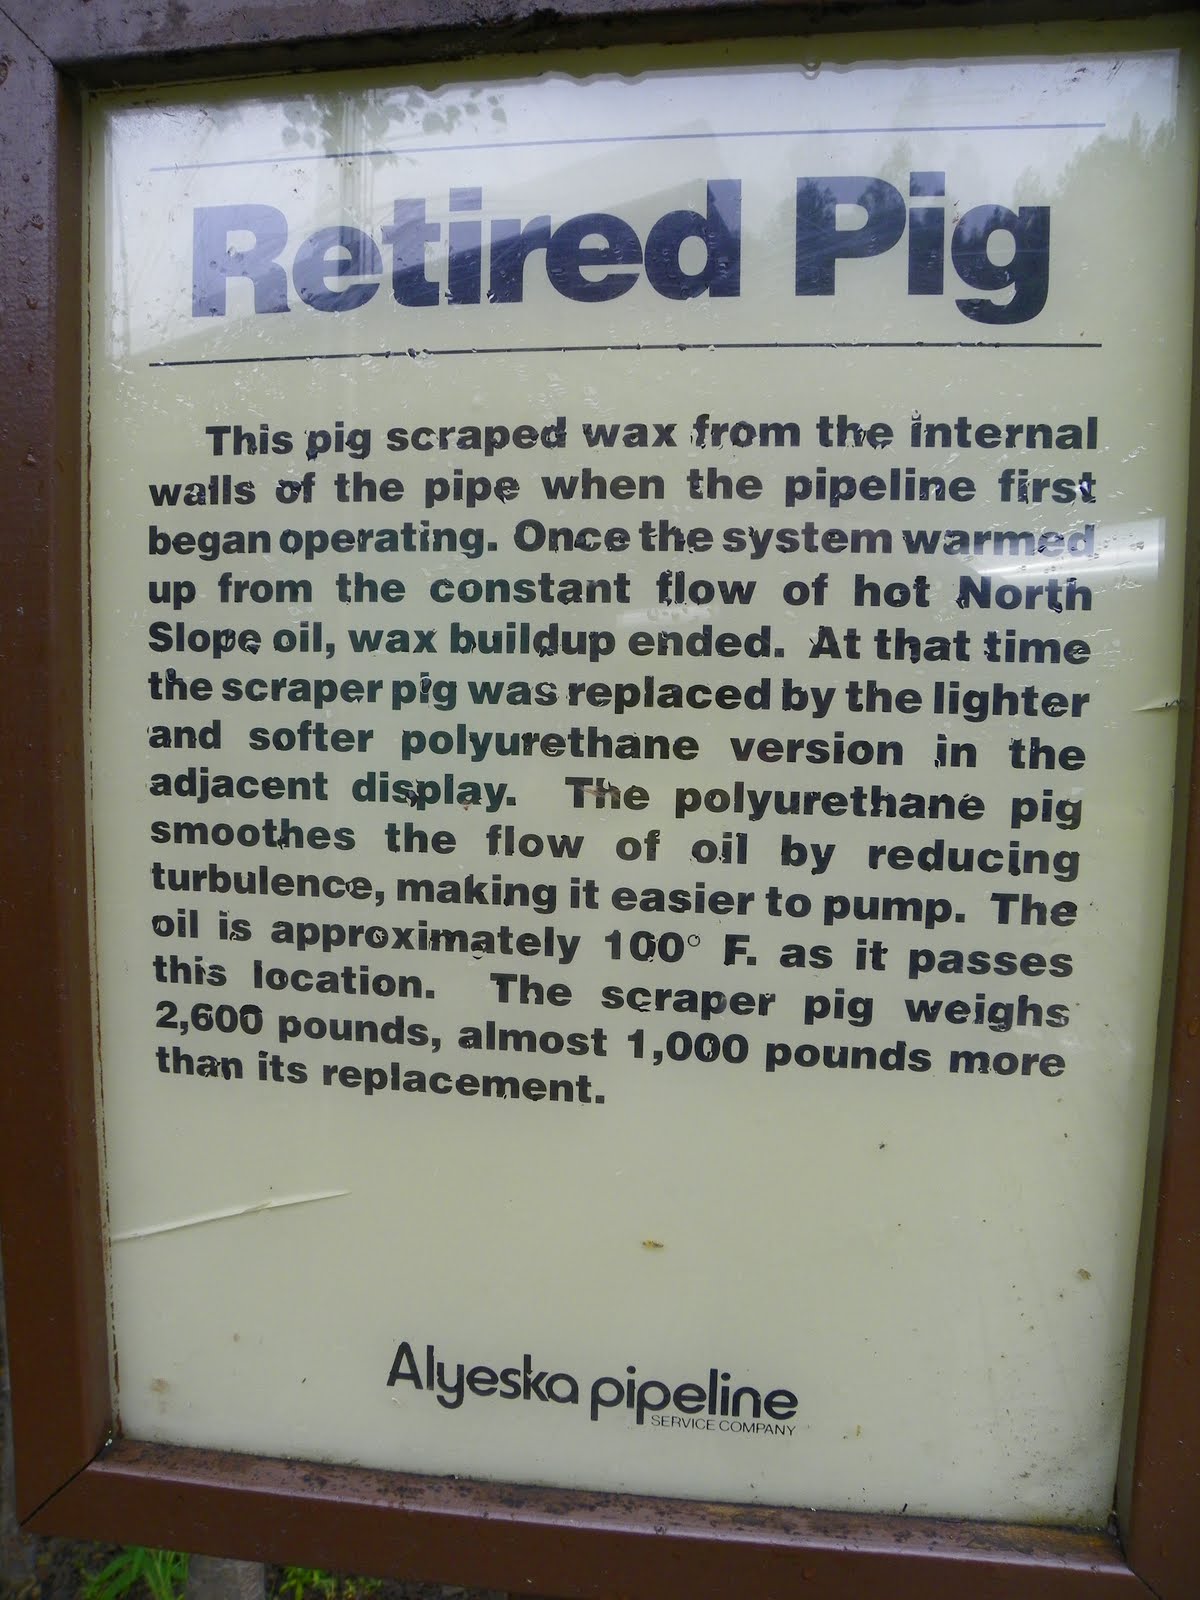 Retired Pig
This pig scraped wax from the internal
walls of the pipe when the pipeline first
began operating. Once the system warmed
up from the constant flow of hot North
Slope oil, wax buildup ended. At that time
the scraper pig was replaced by the lighter
and softer polyurethane version in the
adjacent display. The polyurethane pig
smoothes the flow of oil by reducing
turbulence, making it easier to pump. The
oil is approximately 100° F. as it passes
this location. The scraper pig weighs
2,600 pounds, almost 1,000 pounds more
than its replacement.
Alyeska pipeline
SERVICE COMPANY